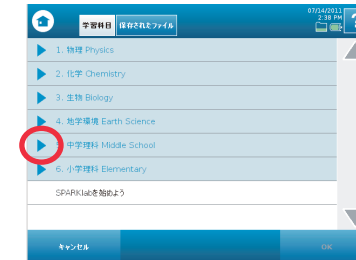 学習科目 保存されたファイル
07/14/2011
2:38 PM
?
1. 物理 Physics
2. 化学 Chemistry
3. 生物 Biology
4. 地学環境 Earth Science
中学理科 Middle School
6. 小学理科 Elementary
SPARKlabを始めよう
キャンセル OK